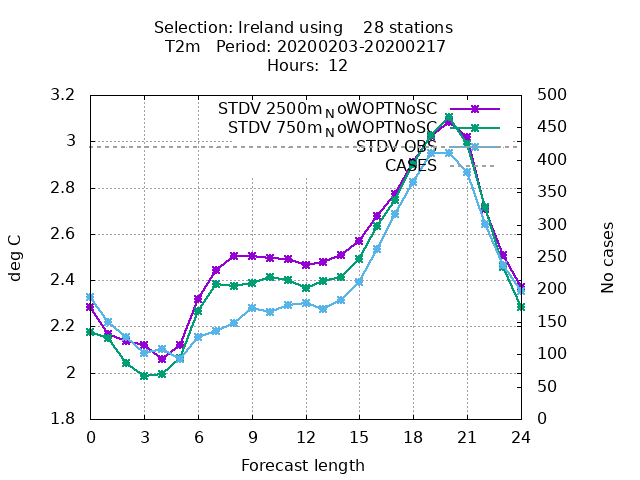 Selection: Ireland using    28 stations
T2m   Period: 20200203-20200217
Hours:  12
STDV 2500m_NoWOPTNoSC
STDV 750m_NoWOPTNoSC
STDV OBS
CASES
3.2
3
2.8
2.6
2.4
2.2
2
1.8
500
450
400
350
300
250
200
150
100
50
0
deg C
No cases
0 3 6 9 12 15 18 21 24
Forecast length